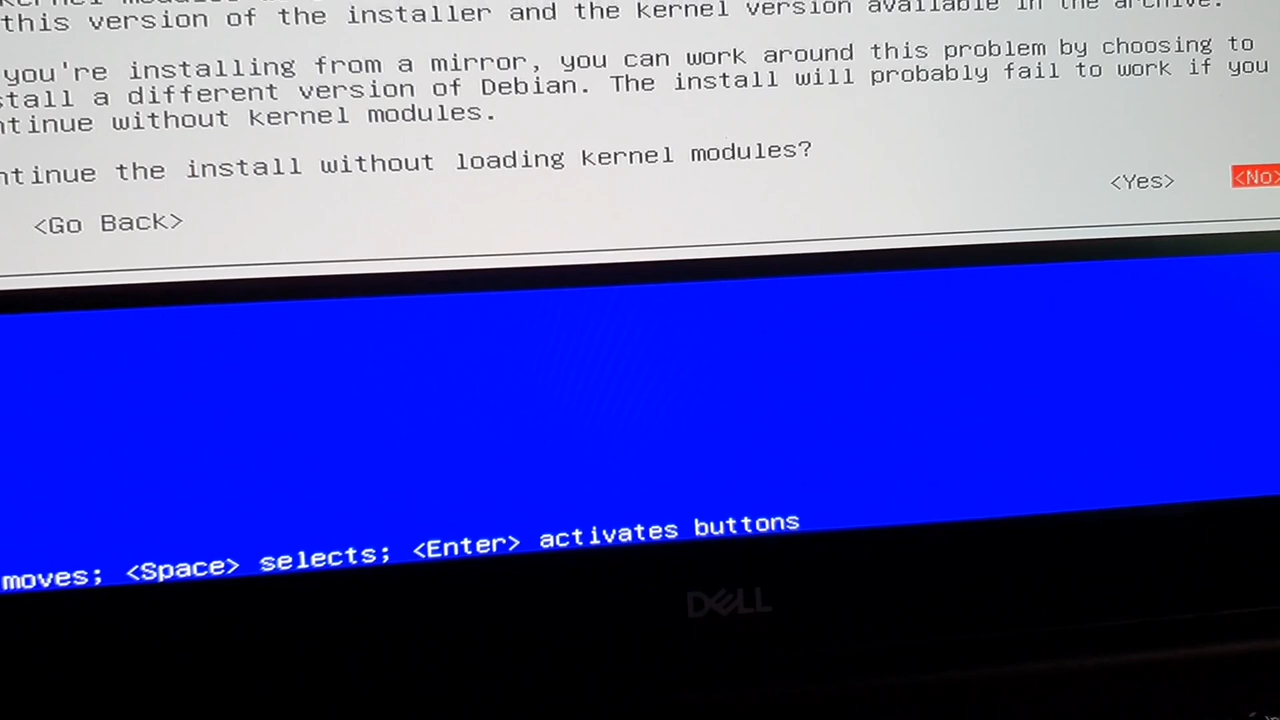 this version of the installer and the kernel version available in the archive.
you're installing from a mirror, you can work around this problem by choosing to
stall a different version of Debian. The install will probably fail to work if you
ntinue without kernel modules.
ntinue the install without loading kernel modules?
<Go Back>
<Yes>
<No>
moves; <Space> selects; <Enter> activates buttons
DELL